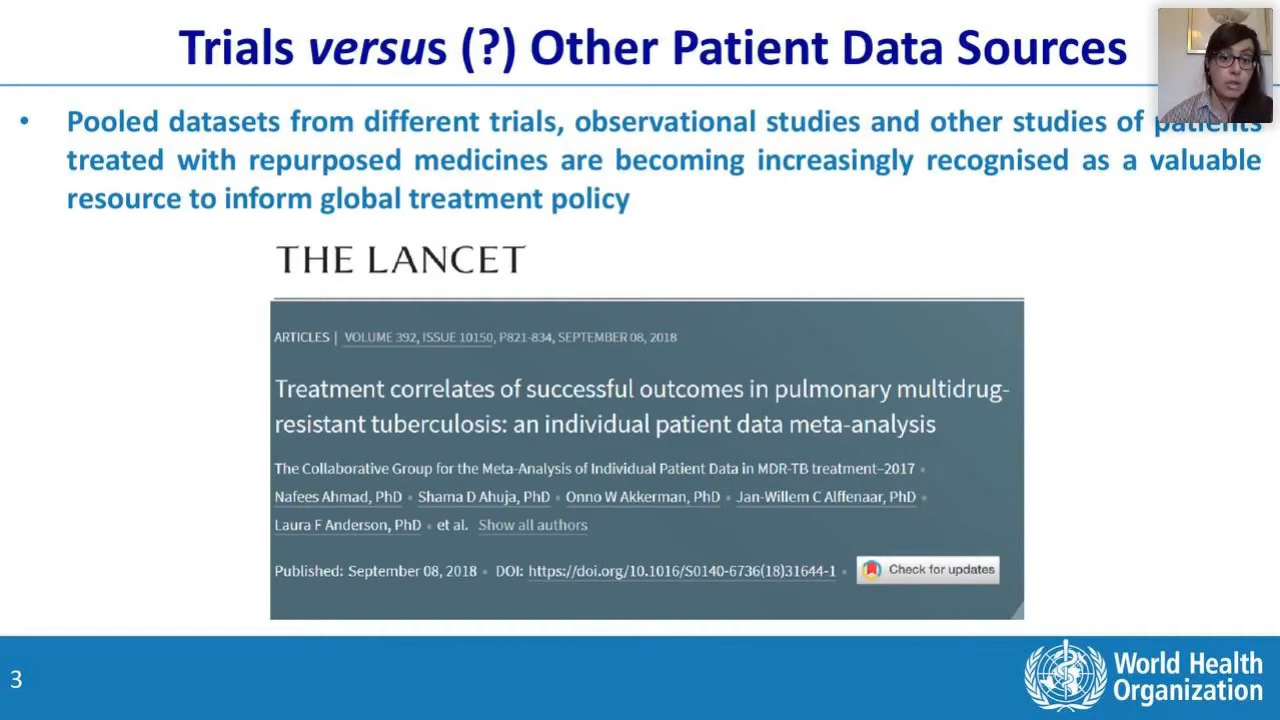 Trials versus (?) Other Patient Data Sources
• Pooled datasets from different trials, observational studies and other studies of patients
treated with repurposed medicines are becoming increasingly recognised as a valuable
resource to inform global treatment policy
THE LANCET
ARTICLES | VOLUME 392, ISSUE 10150, P821-834, SEPTEMBER 08, 2018
Treatment correlates of successful outcomes in pulmonary multidrug-
resistant tuberculosis: an individual patient data meta-analysis
The Collaborative Group for the Meta-Analysis of Individual Patient Data in MDR-TB treatment–2017 •
Nafees Ahmad, PhD • Shama D Ahuja, PhD • Onno W Akkerman, PhD • Jan-Willem C Alffenaar, PhD •
Laura F Anderson, PhD • et al. Show all authors
Published: September 08, 2018 • DOI: https://doi.org/10.1016/S0140-6736(18)31644-1 • Check for updates
3
World Health
Organization